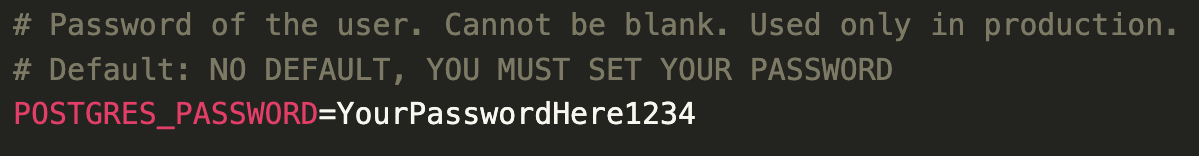 # Password of the user. Cannot be blank. Used only in production.
# Default: NO DEFAULT, YOU MUST SET YOUR PASSWORD
POSTGRES_PASSWORD=YourPasswordHere1234